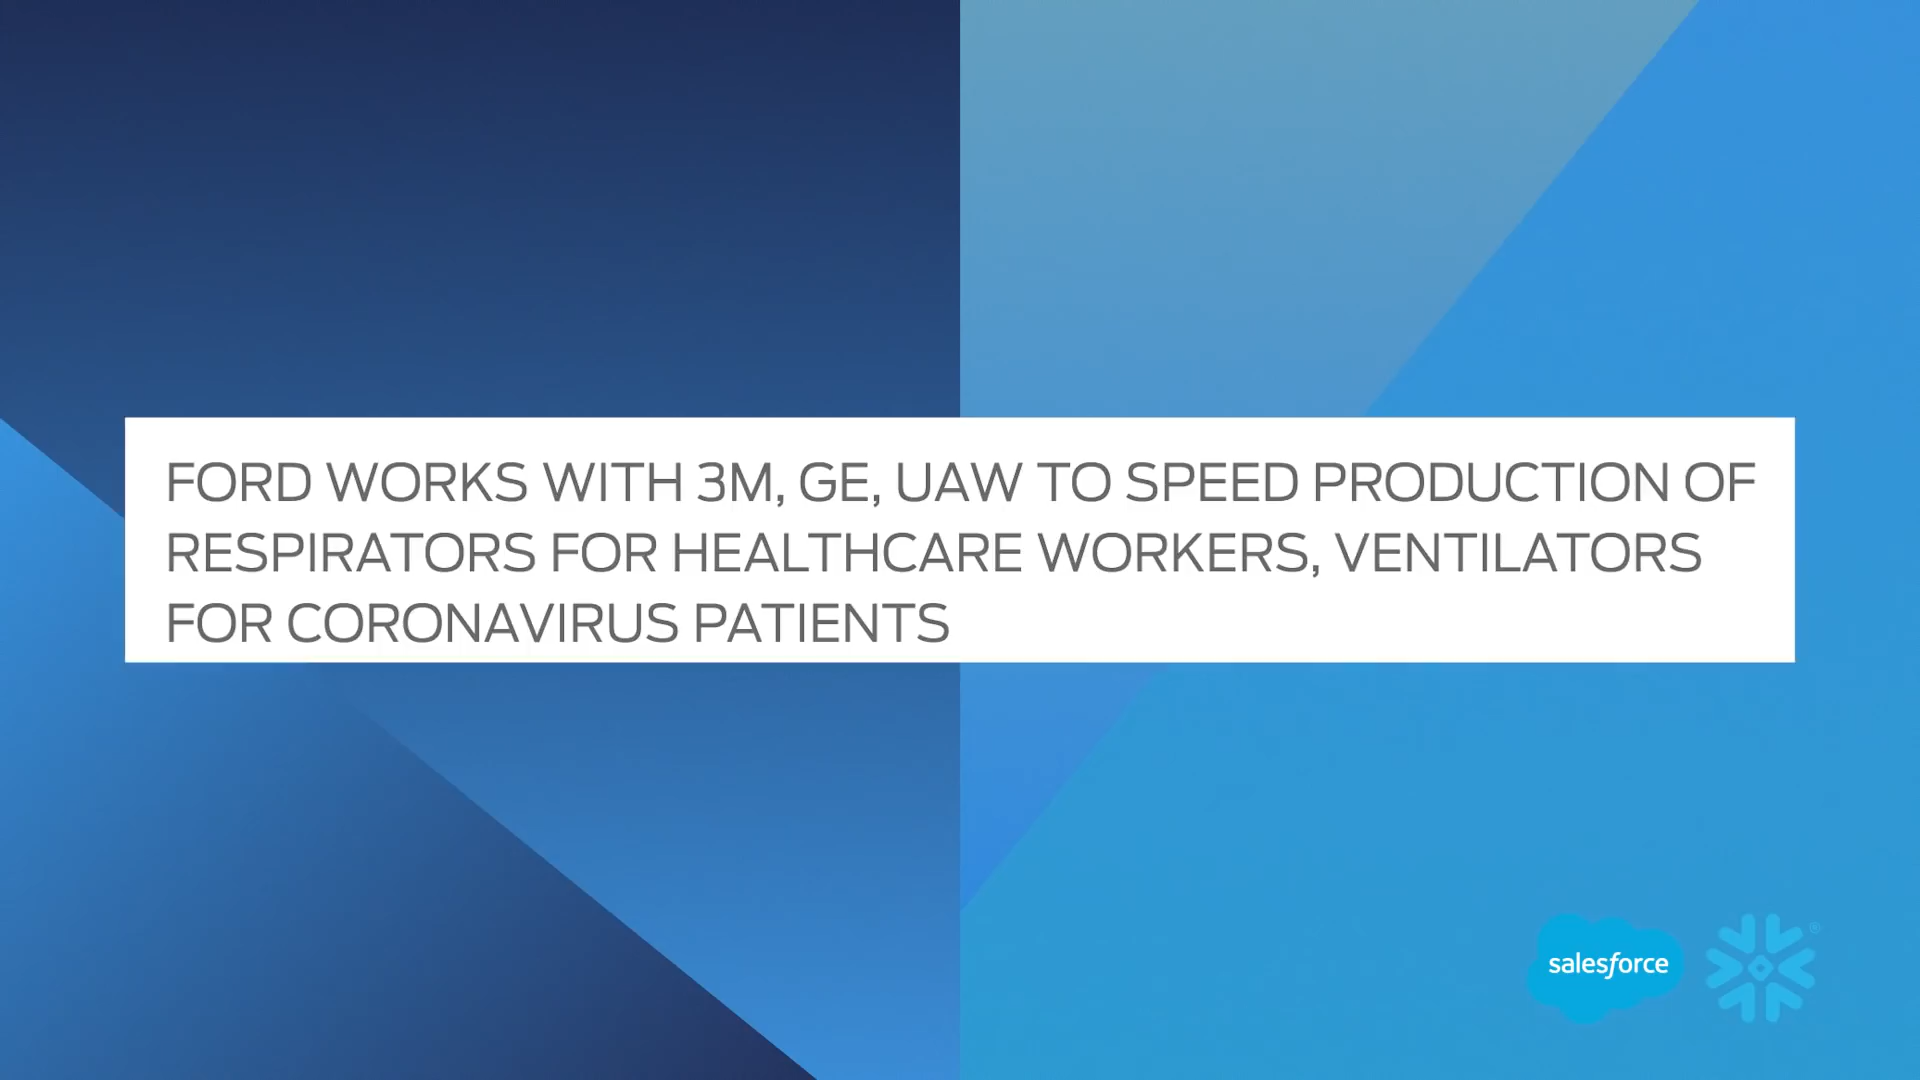 FORD WORKS WITH 3M, GE, UAW TO SPEED PRODUCTION OF
RESPIRATORS FOR HEALTHCARE WORKERS, VENTILATORS
FOR CORONAVIRUS PATIENTS
salesforce
®